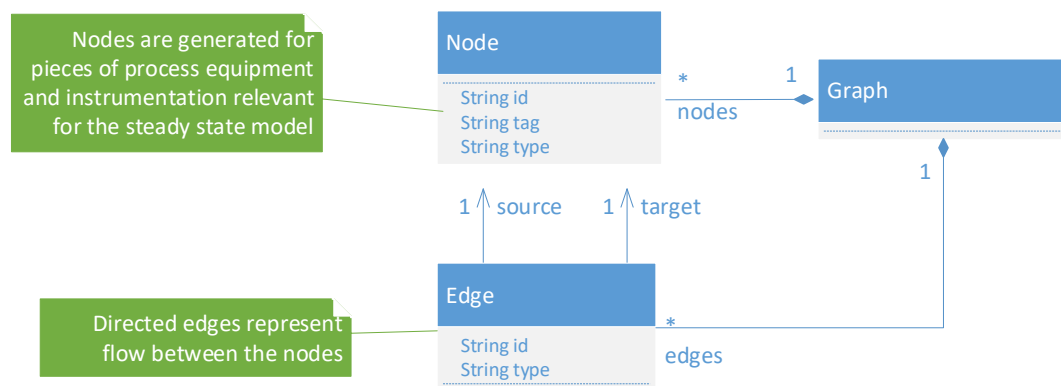 Nodes are generated for
pieces of process equipment
and instrumentation relevant
for the steady state model
Node
String id
String tag
String type
*
nodes
1
Graph
1
1 source
1 target
Directed edges represent
flow between the nodes
Edge
String id
String type
*
edges